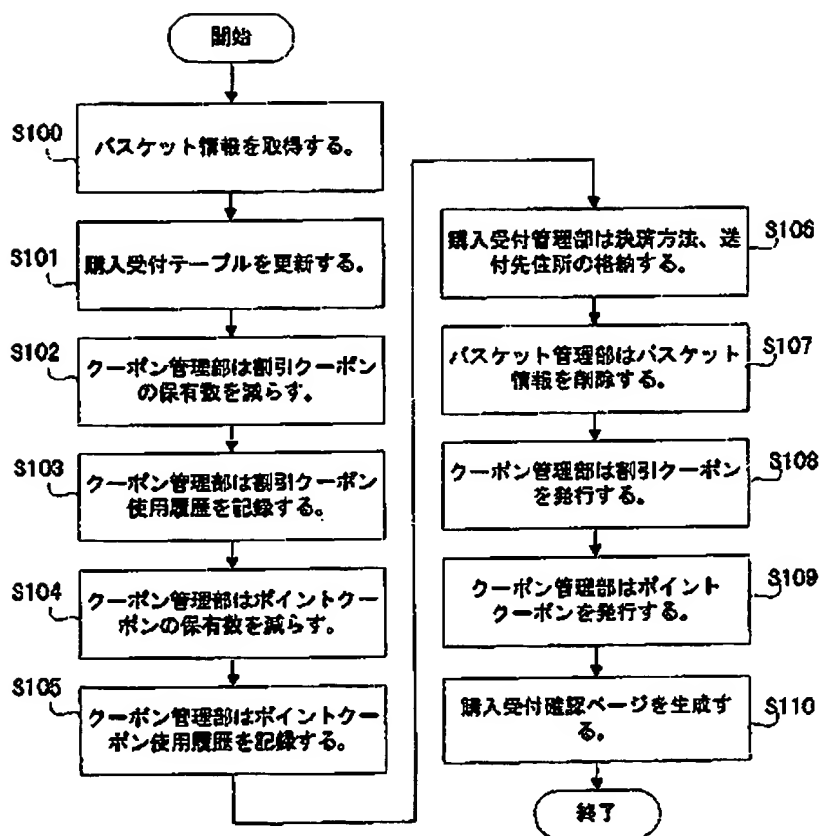 開始
S100
バスケット情報を取得する。
S101
購入受付テーブルを更新する。
S102
クーポン管理部は割引クーポン
の保有数を減らす。
S103
クーポン管理部は割引クーポン
使用履歴を記録する。
S104
クーポン管理部はポイントクー
ポンの保有数を減らす。
S105
クーポン管理部はポイントクー
ポン使用履歴を記録する。
S106
購入受付管理部は決済方法、送
付先住所の格納する。
S107
バスケット管理部はバスケット
情報を削除する。
S108
クーポン管理部は割引クーポン
を発行する。
S109
クーポン管理部はポイント
クーポンを発行する。
S110
購入受付確認ページを生成す
る。
終了